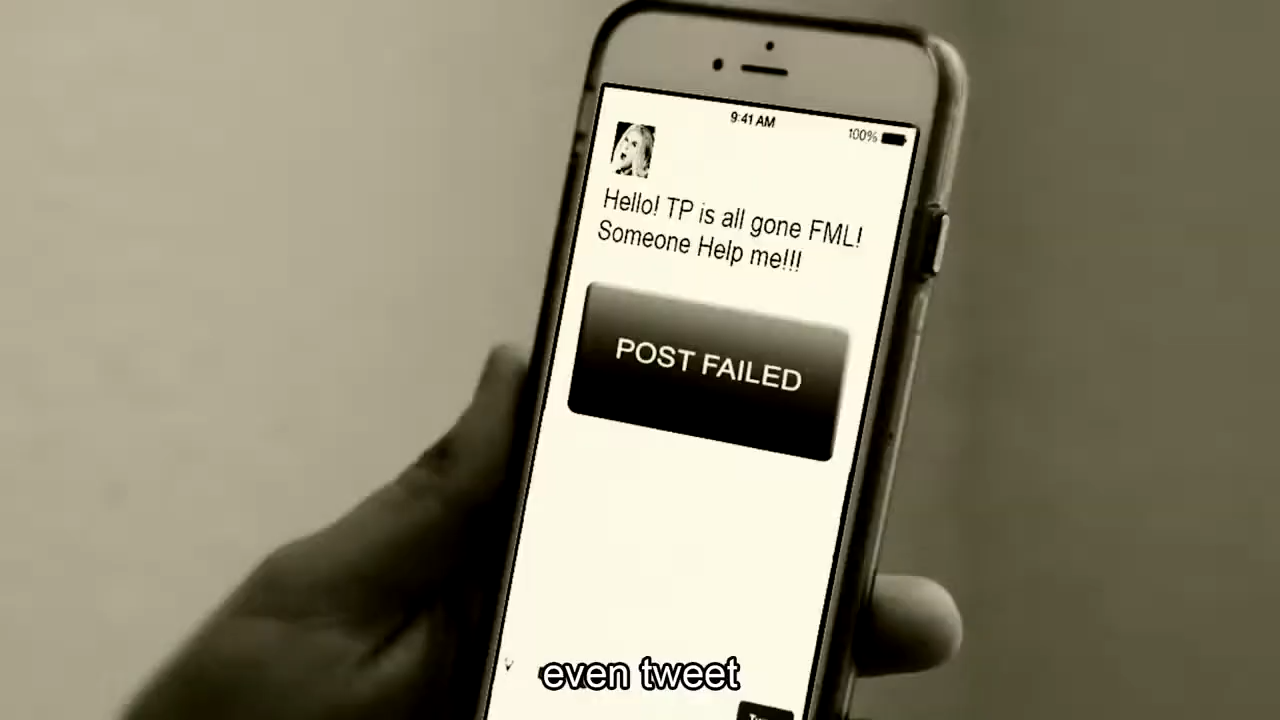 9:41 AM
100%
Hello! TP is all gone FML!
Someone Help me!!!
POST FAILED
even tweet